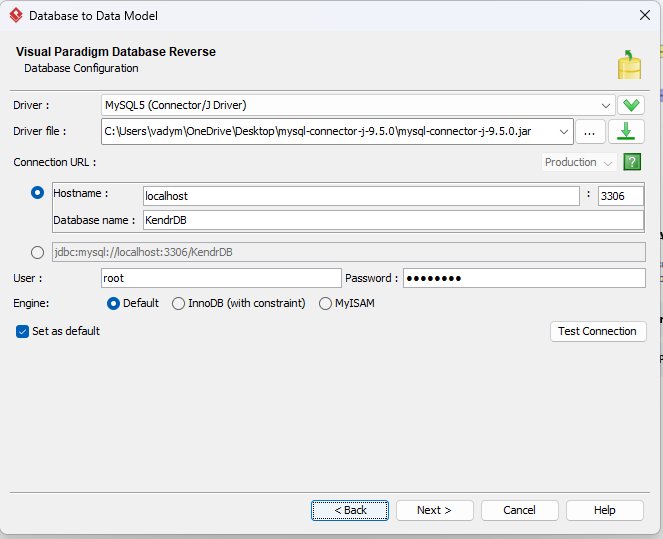 Database to Data Model
Visual Paradigm Database Reverse
Database Configuration
Driver : MySQL5 (Connector/J Driver)
Driver file : C:\Users\vadym\OneDrive\Desktop\mysql-connector-j-9.5.0\mysql-connector-j-9.5.0.jar ...
Connection URL : Production ?
Hostname : localhost : 3306
Database name : KendrDB
jdbc:mysql://localhost:3306/KendrDB
User : root Password : ●●●●●●●●
Engine: Default InnoDB (with constraint) MyISAM
Set as default Test Connection
< Back Next > Cancel Help